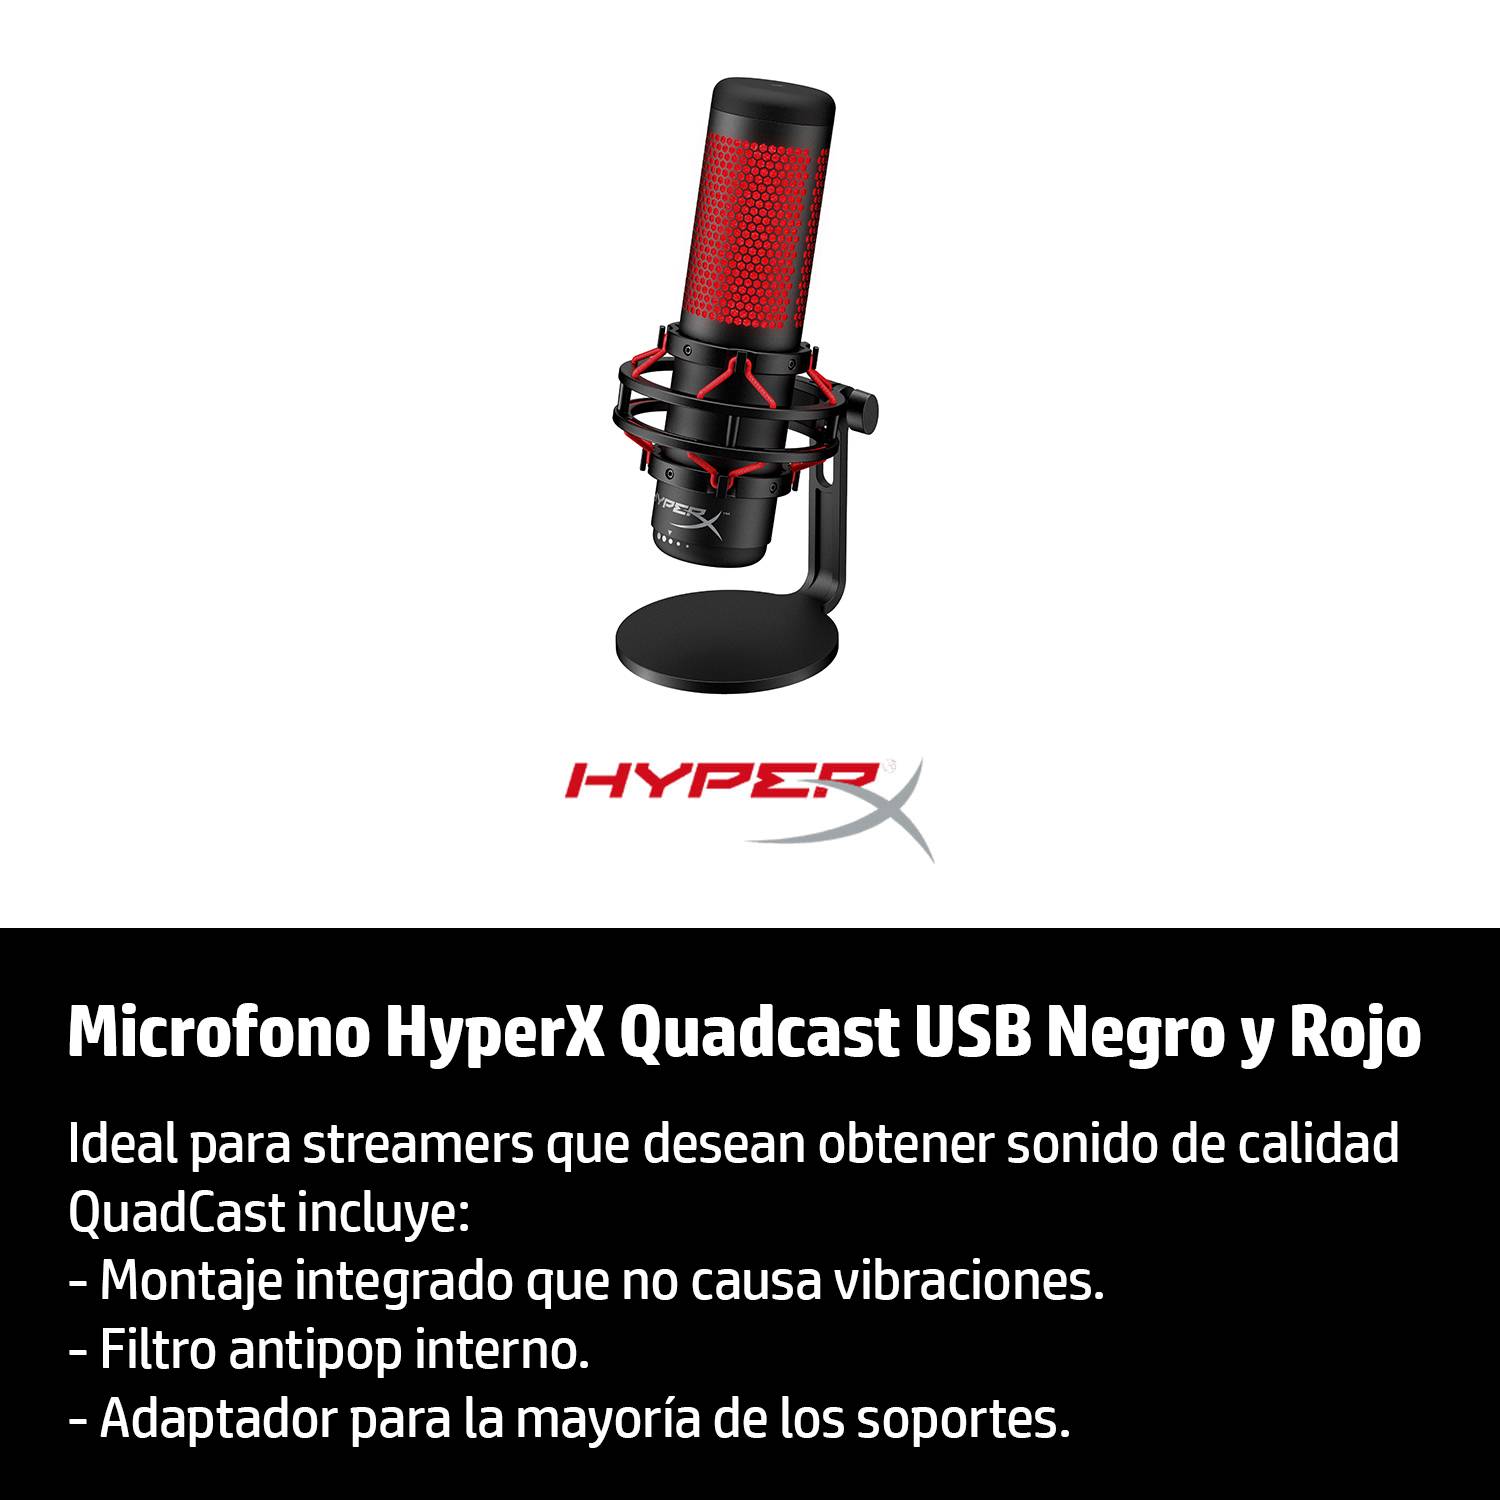 HYPERX
HYPERX
Microfono HyperX Quadcast USB Negro y Rojo
Ideal para streamers que desean obtener sonido de calidad
QuadCast incluye:
- Montaje integrado que no causa vibraciones.
- Filtro antipop interno.
- Adaptador para la mayoría de los soportes.